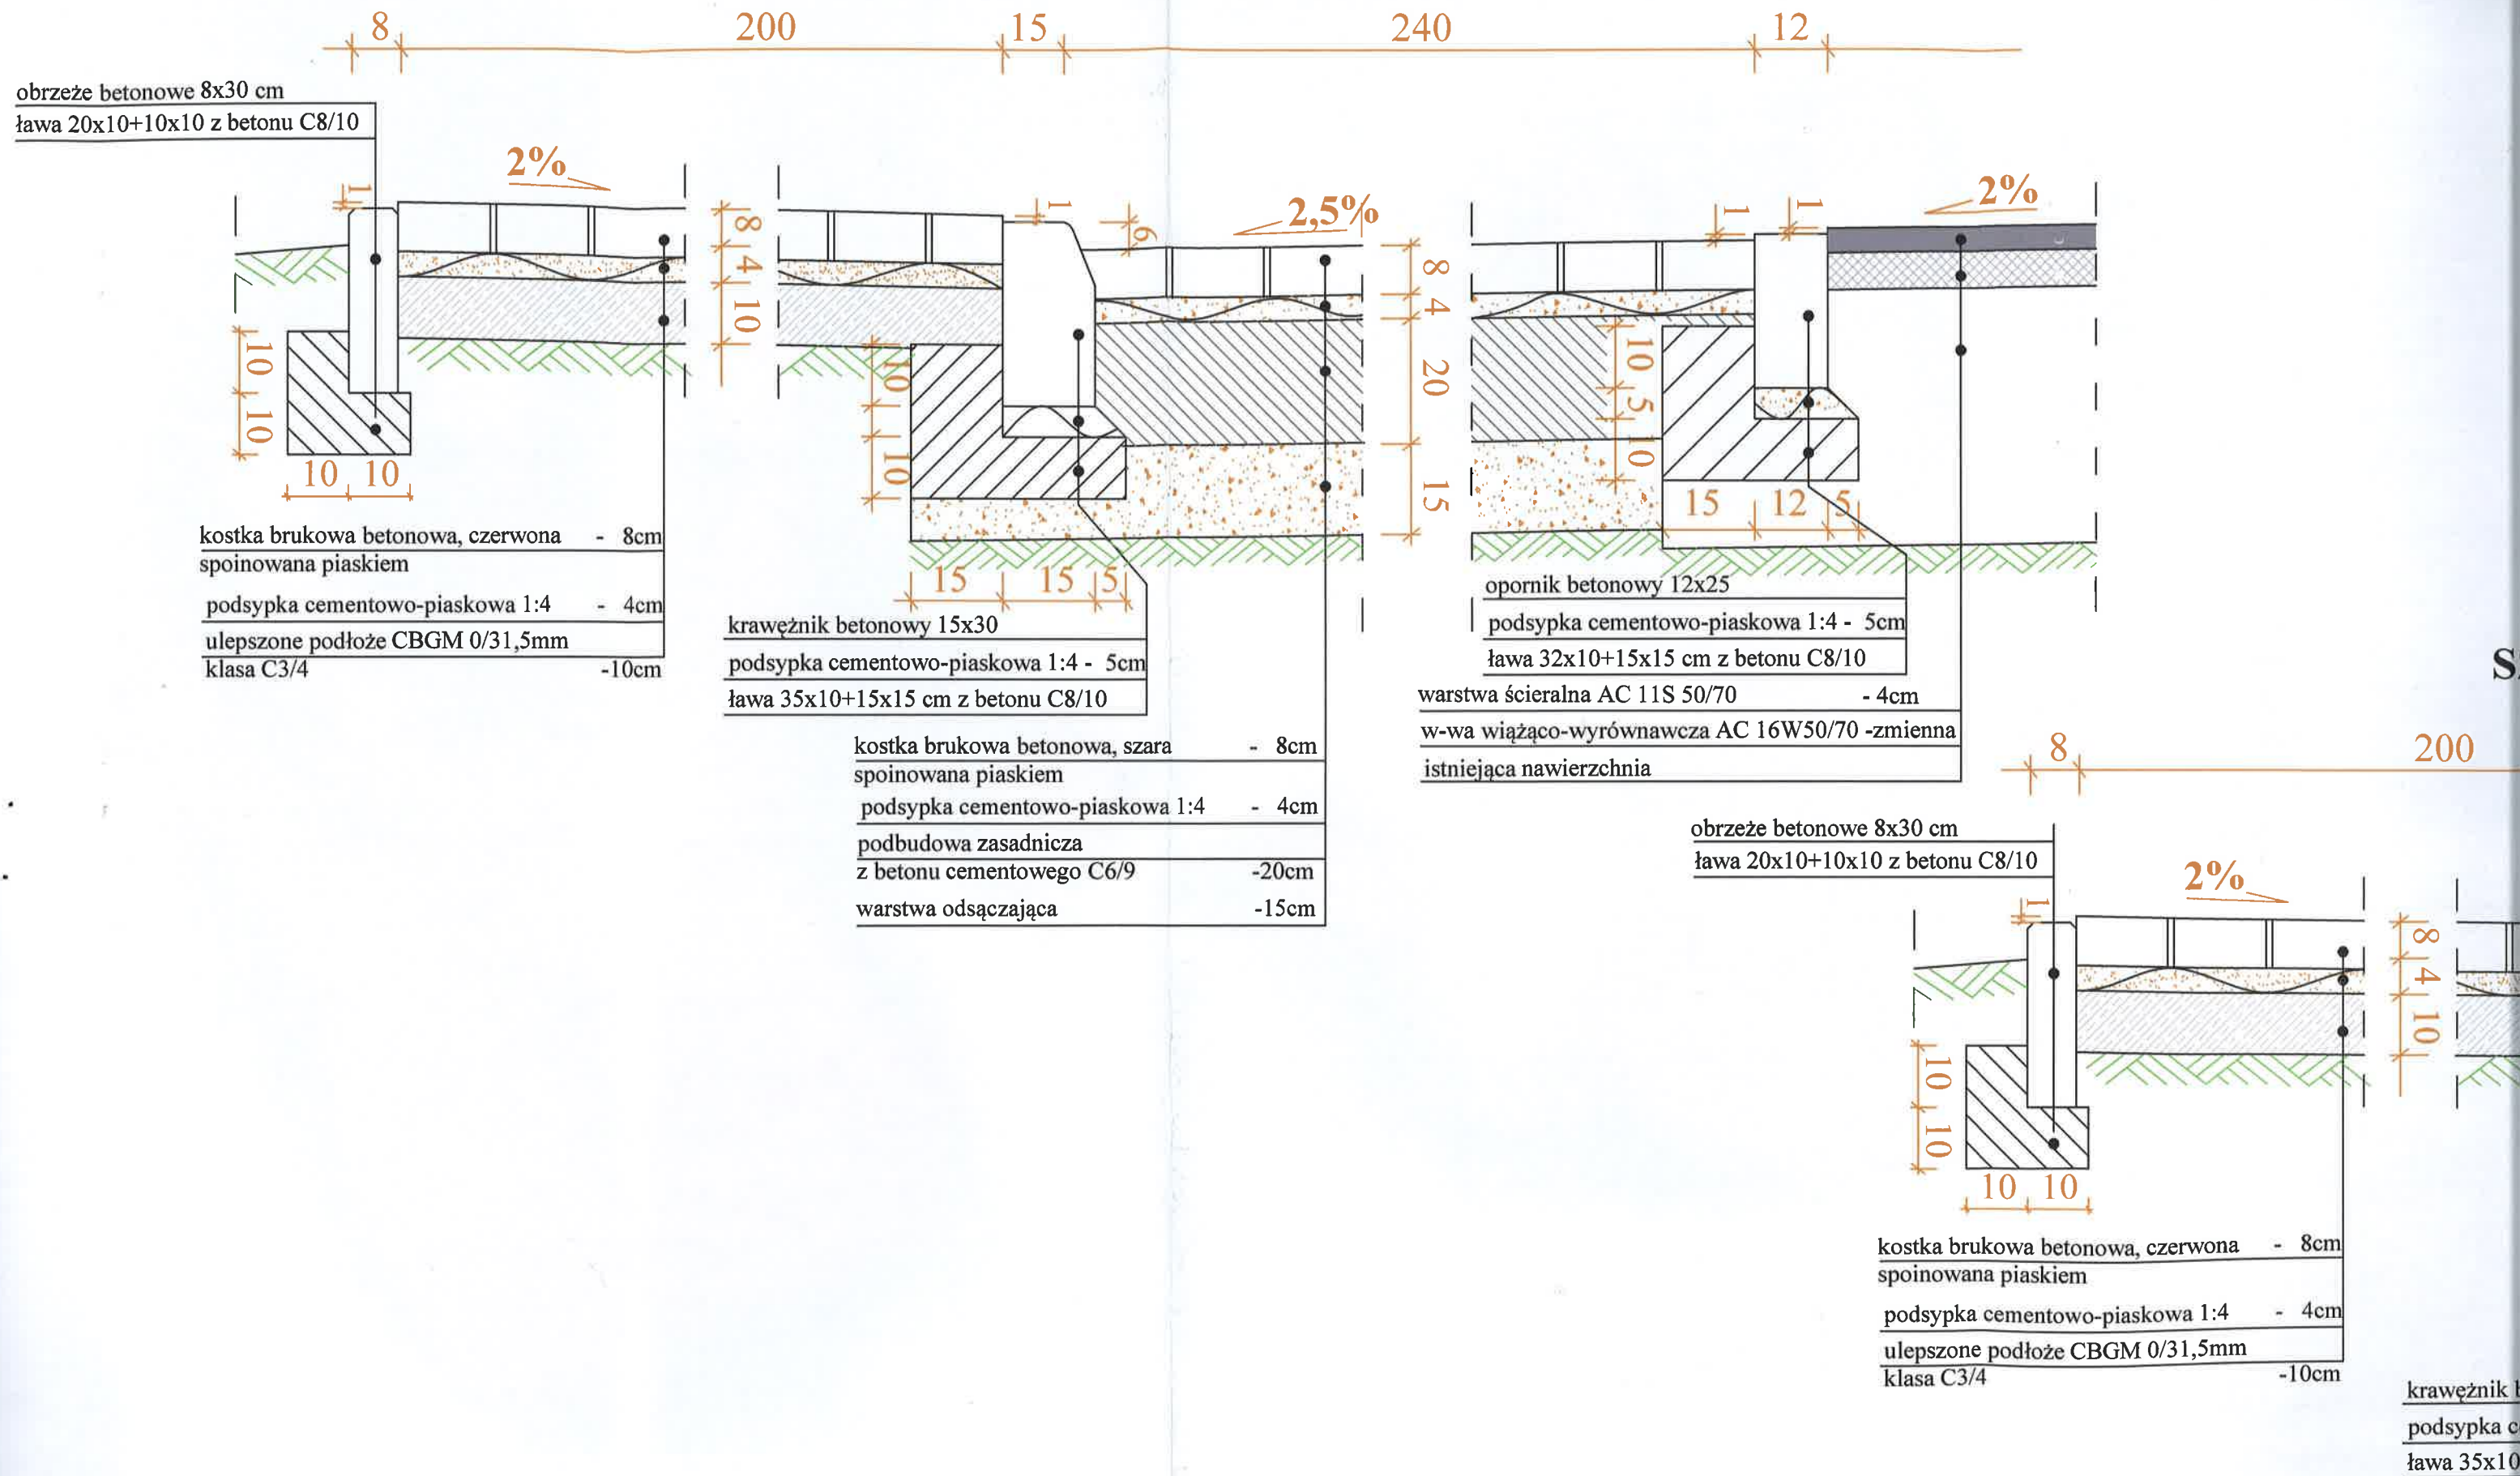 8 200 15 240 12
obrzeże betonowe 8x30 cm
ława 20x10+10x10 z betonu C8/10
2%
2,5%
2%
1
1
6
1
1
8
4
10
8
4
20
15
10
10
10 10
10
10
15 15 5
10
5
10
15 12 5
kostka brukowa betonowa, czerwona - 8cm
spoinowana piaskiem
podsypka cementowo-piaskowa 1:4 - 4cm
ulepszone podłoże CBGM 0/31,5mm
klasa C3/4 -10cm
krawężnik betonowy 15x30
podsypka cementowo-piaskowa 1:4 - 5cm
ława 35x10+15x15 cm z betonu C8/10
kostka brukowa betonowa, szara - 8cm
spoinowana piaskiem
podsypka cementowo-piaskowa 1:4 - 4cm
podbudowa zasadnicza
z betonu cementowego C6/9 -20cm
warstwa odsączająca -15cm
opornik betonowy 12x25
podsypka cementowo-piaskowa 1:4 - 5cm
ława 32x10+15x15 cm z betonu C8/10
warstwa ścieralna AC 11S 50/70 - 4cm
w-wa wiążąco-wyrównawcza AC 16W50/70 -zmienna
istniejąca nawierzchnia
8 200
obrzeże betonowe 8x30 cm
ława 20x10+10x10 z betonu C8/10
2%
1
8
4
10
10
10
10 10
kostka brukowa betonowa, czerwona - 8cm
spoinowana piaskiem
podsypka cementowo-piaskowa 1:4 - 4cm
ulepszone podłoże CBGM 0/31,5mm
klasa C3/4 -10cm
krawężnik
podsypka
ława 35x10